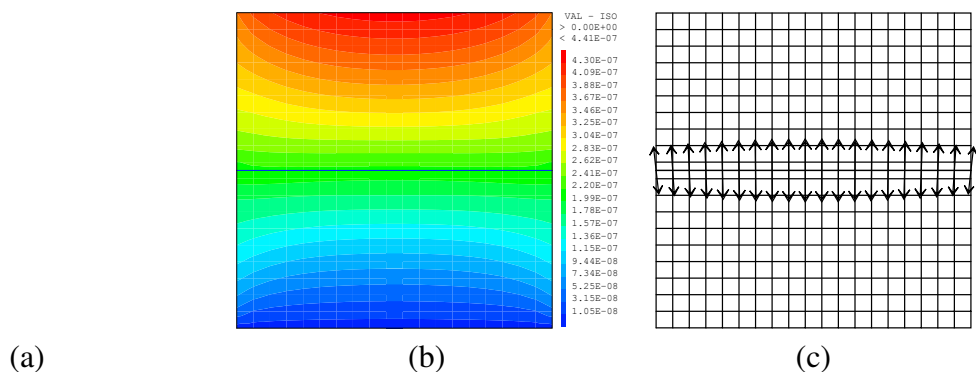 VAL - ISO
> 0.00E+00
< 4.41E-07
4.30E-07
4.09E-07
3.88E-07
3.67E-07
3.46E-07
3.25E-07
3.04E-07
2.83E-07
2.62E-07
2.41E-07
2.20E-07
1.99E-07
1.78E-07
1.57E-07
1.36E-07
1.15E-07
9.44E-08
7.34E-08
5.25E-08
3.15E-08
1.05E-08
(a) (b) (c)